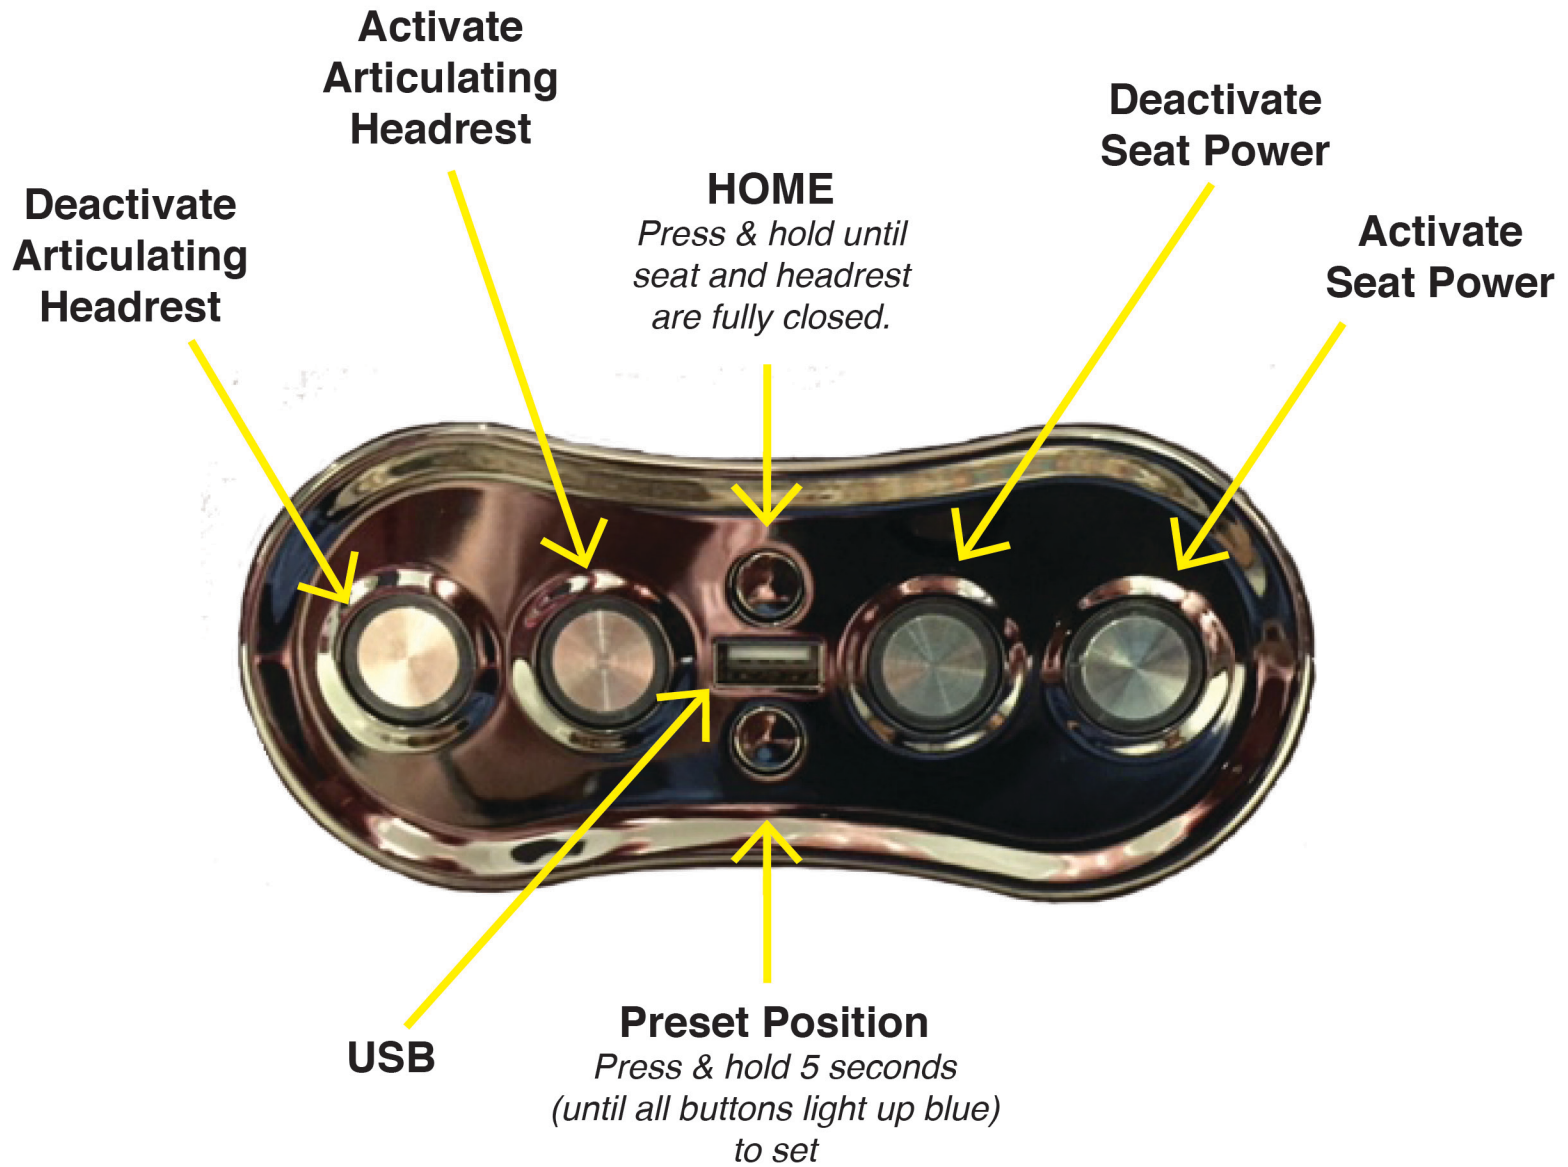 Activate
Articulating
Headrest
Deactivate
Seat Power
HOME
Press & hold until
seat and headrest
are fully closed.
Deactivate
Articulating
Headrest
Activate
Seat Power
USB
Preset Position
Press & hold 5 seconds
(until all buttons light up blue)
to set